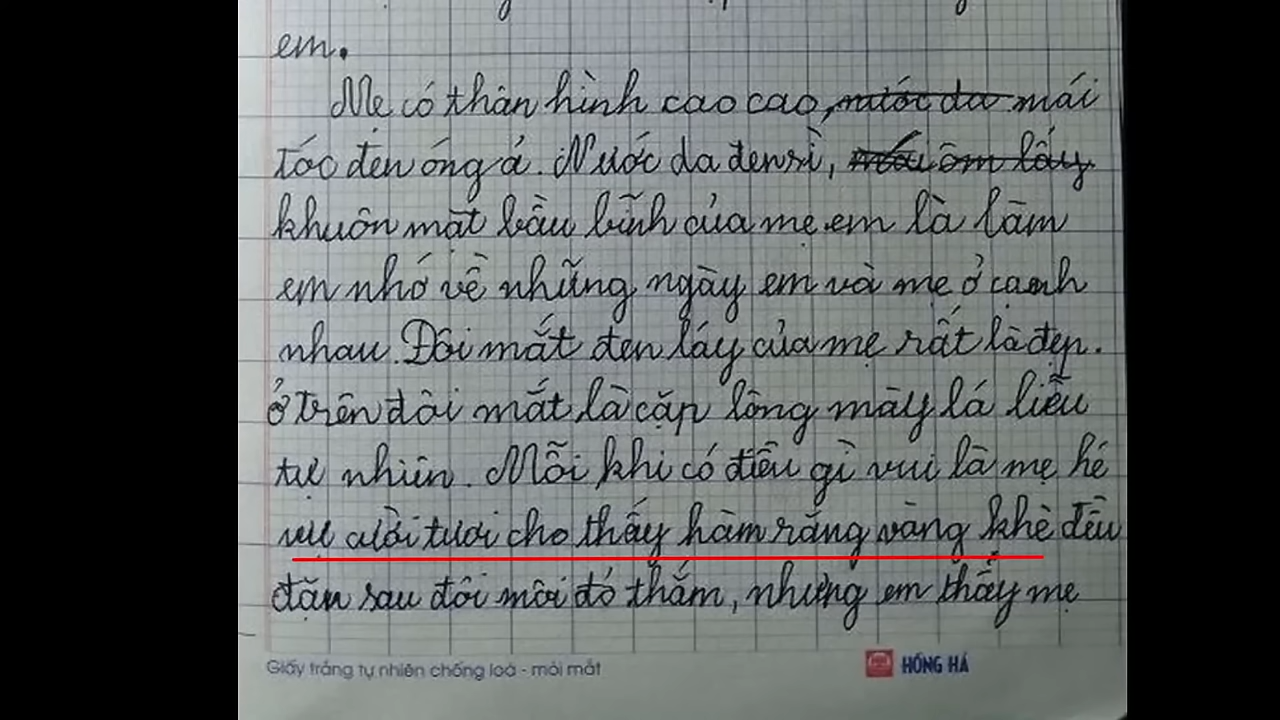 em.
Mẹ có thân hình cao cao, nước da mái
tóc đen óng ả. Nước da đen sì,
khuôn mặt bầu bĩnh của mẹ em là làm
em nhớ về những ngày em và mẹ ở cạnh
nhau. Đôi mắt đen láy của mẹ rất là đẹp.
ở trên đôi mắt là cặp lông mày lá liễu
tự nhiên. Mỗi khi có điều gì vui là mẹ hé
nụ cười tươi cho thấy hàm răng vàng khè đều
đặn sau đôi môi đỏ thắm, nhưng em thấy mẹ
Giấy trắng tự nhiên chống loá - mỏi mắt
HỒNG HÀ